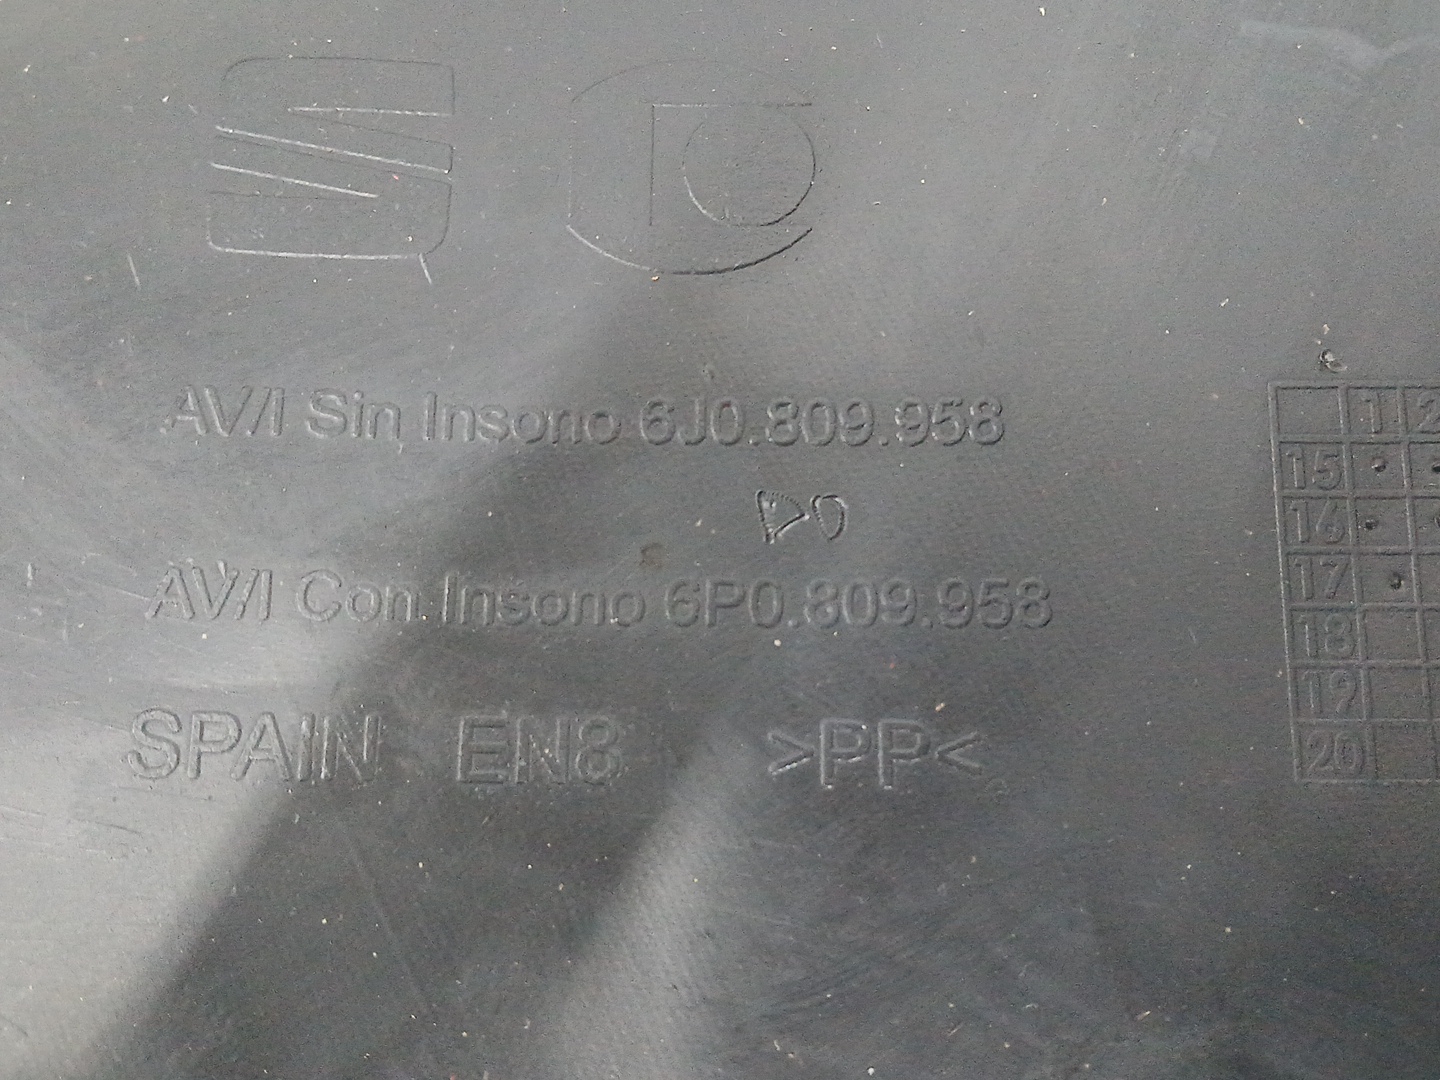 AV/I Sin Insono 6J0.809.958
AV/I Con Insono 6P0.809.958
SPAIN EN8 >PP<
1 2
15
16
17
18
19
20